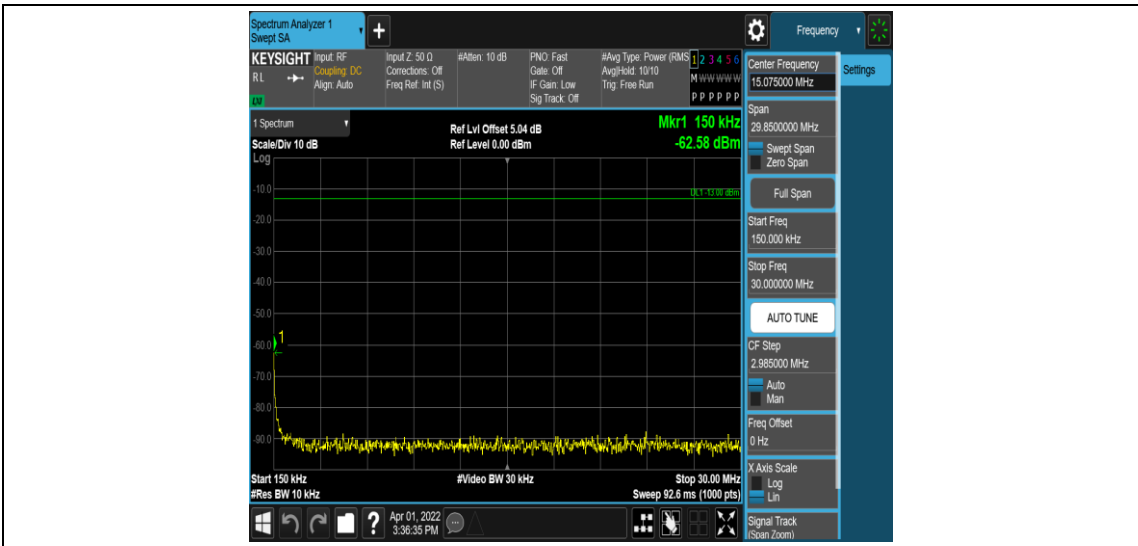 Spectrum Analyzer 1
Swept SA
+
Frequency
KEYSIGHT
R L
Input: RF
Coupling: DC
Align: Auto
Input Z: 50 Ω
Corrections: Off
Freq Ref: Int (S)
#Atten: 10 dB
PNO: Fast
Gate: Off
IF Gain: Low
Sig Track: Off
#Avg Type: Power (RMS
Avg|Hold: 10/10
Trig: Free Run
1 2 3 4 5 6
M W W W W W
P P P P P P
1 Spectrum
Scale/Div 10 dB
Log
Ref Lvl Offset 5.04 dB
Ref Level 0.00 dBm
Mkr1 150 kHz
-62.58 dBm
DL1 -13.00 dBm
-10.0
-20.0
-30.0
-40.0
-50.0
1
-60.0
-70.0
-80.0
-90.0
Start 150 kHz
#Res BW 10 kHz
#Video BW 30 kHz
Stop 30.00 MHz
Sweep 92.6 ms (1000 pts)
?
Apr 01, 2022
3:36:35 PM
Center Frequency
15.075000 MHz
Settings
Span
29.8500000 MHz
Swept Span
Zero Span
Full Span
Start Freq
150.000 kHz
Stop Freq
30.000000 MHz
AUTO TUNE
CF Step
2.985000 MHz
Auto
Man
Freq Offset
0 Hz
X Axis Scale
Log
Lin
Signal Track
(Span Zoom)